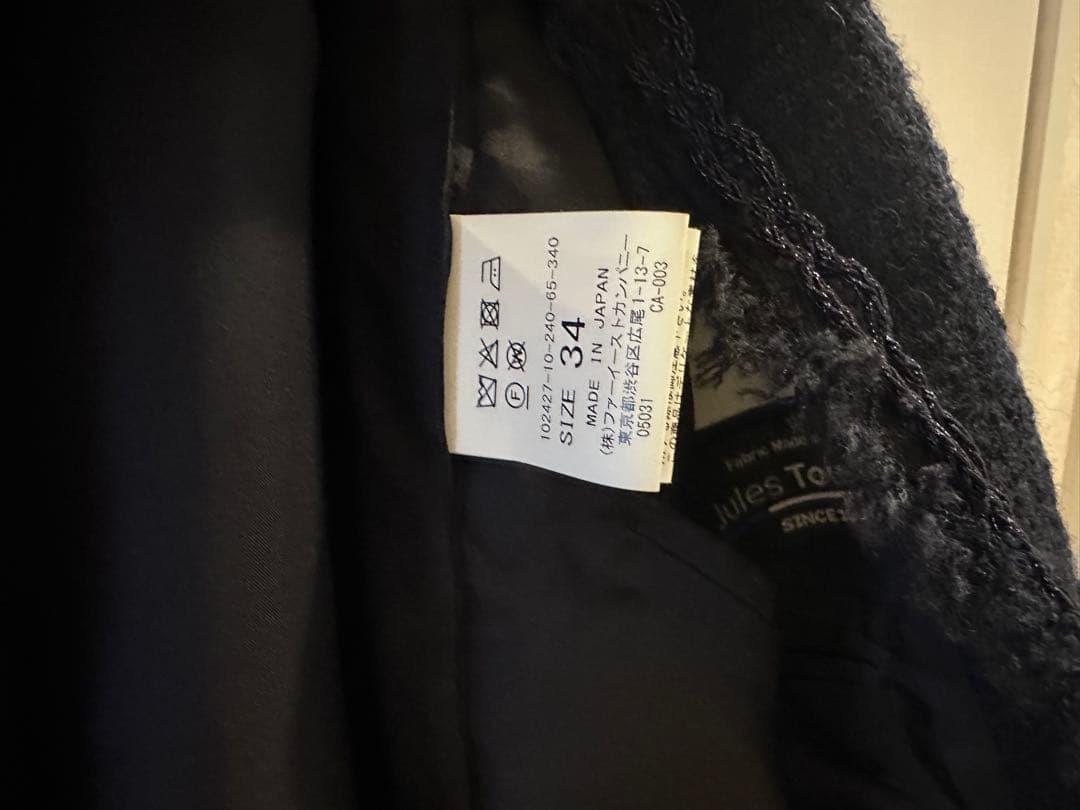 102427-10-240-65-340
SIZE 34
MADE IN JAPAN
(株)ファーイーストカンパニー
東京都渋谷区広尾1-13-7
05031 CA-003
Fabric Made
Jules To
SINCE